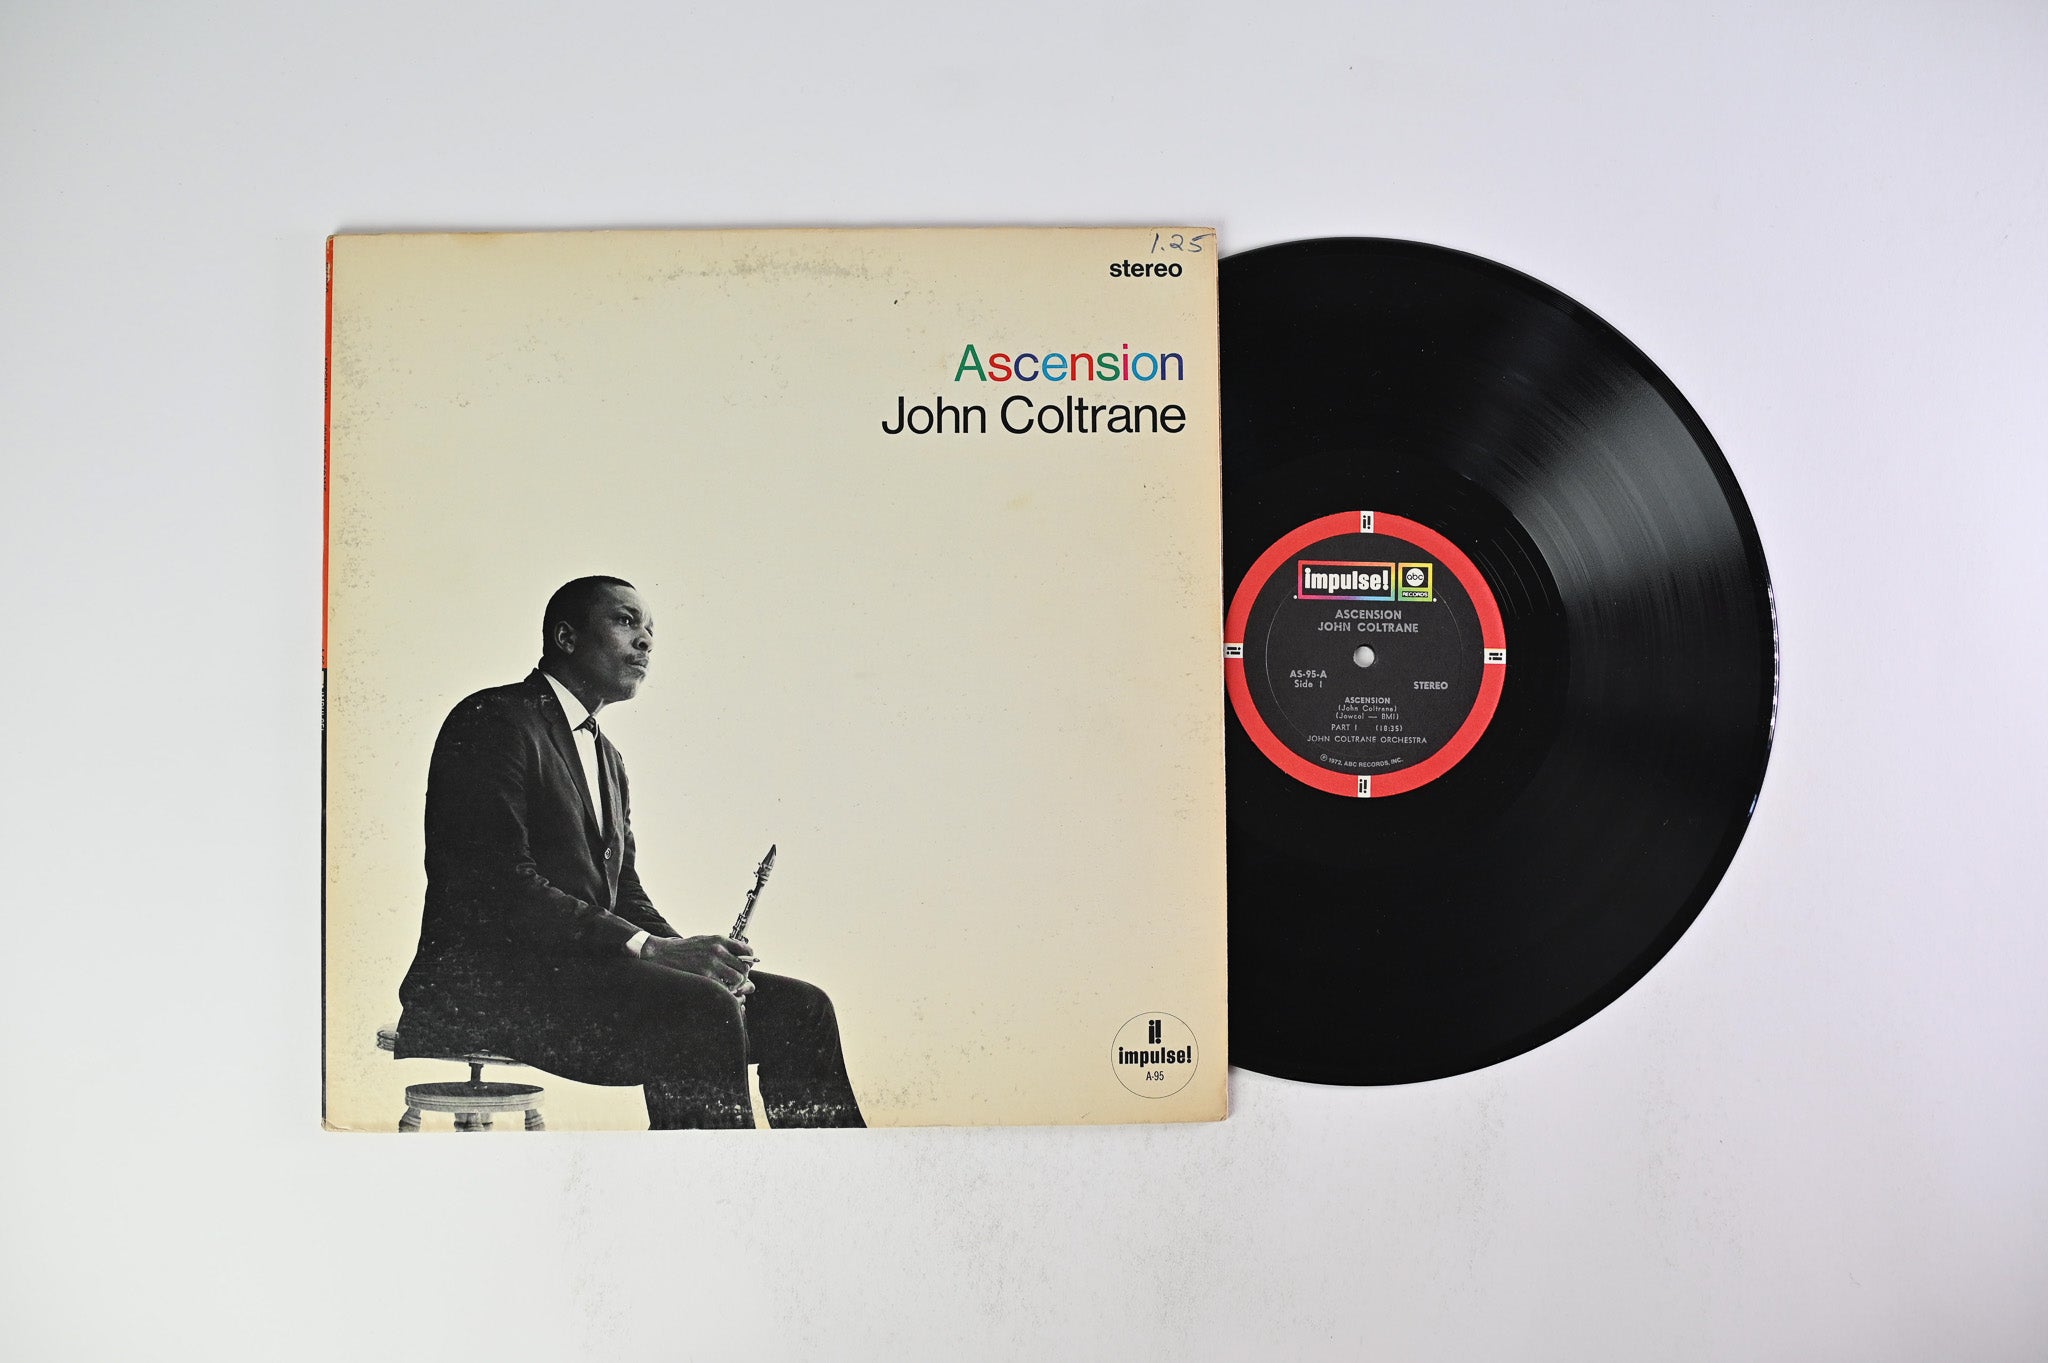 1.25
stereo
Ascension
John Coltrane
i!
impulse!
A-95
i!
impulse! abc
RECORDS
ASCENSION
JOHN COLTRANE
i!
i!
AS-95-A
Side 1
STEREO
ASCENSION
(John Coltrane)
(Jowcol — BMI)
PART I (18:35)
JOHN COLTRANE ORCHESTRA
Ⓟ 1972, ABC RECORDS, INC.
i!